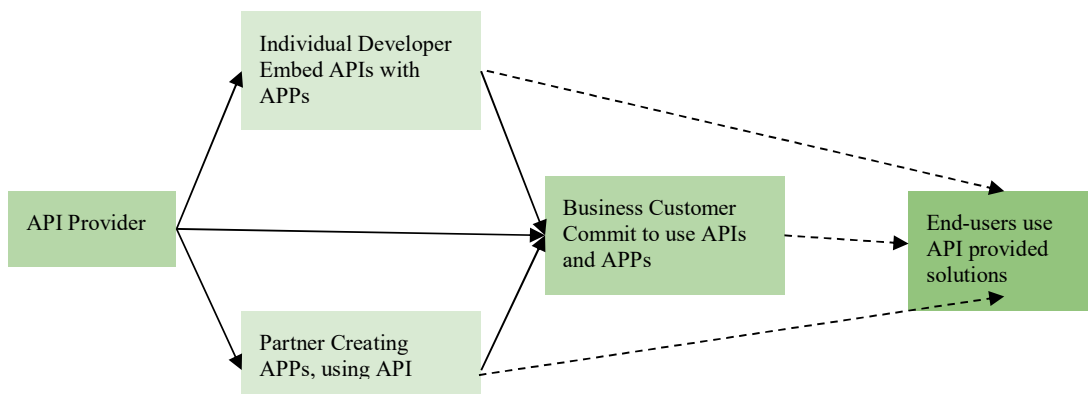 Individual Developer
Embed APIs with
APPs
API Provider
Business Customer
Commit to use APIs
and APPs
End-users use
API provided
solutions
Partner Creating
APPs, using API